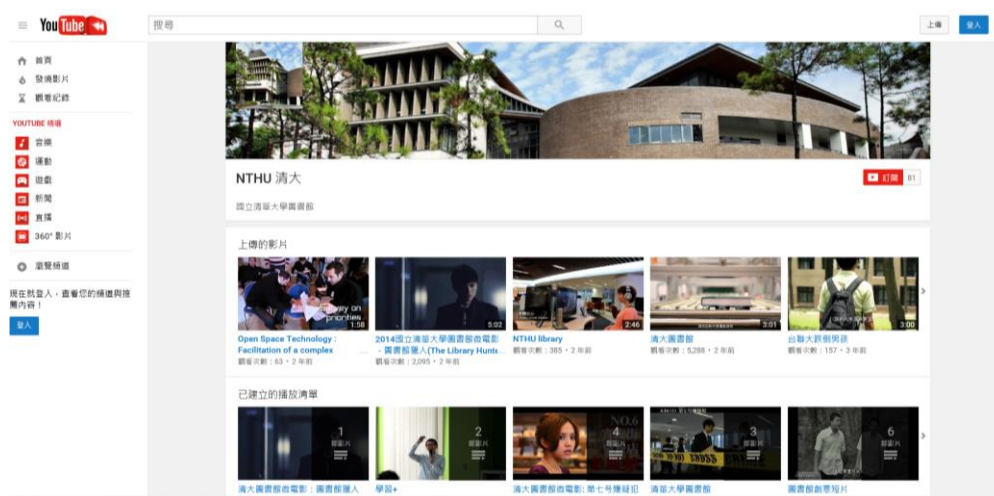 YouTube
搜尋
上傳
登入
首頁
發燒影片
觀看紀錄
YOUTUBE 精選
音樂
運動
遊戲
新聞
直播
360° 影片
瀏覽頻道
現在就登入，查看您的頻道與推
薦內容！
登入
NTHU 清大
訂閱 81
國立清華大學圖書館
上傳的影片
priorities
1:58
5:02
2:46
3:01
3:00
Open Space Technology :
Facilitation of a complex
觀看次數：63 • 2 年前
2014國立清華大學圖書館微電影
- 圖書館獵人(The Library Hunte...
觀看次數：2,095 • 2 年前
NTHU library
觀看次數：385 • 2 年前
清大圖書館
觀看次數：5,288 • 2 年前
台聯大跌倒男孩
觀看次數：157 • 3 年前
已建立的播放清單
1
部影片
2
部影片
NO.6
4
部影片
3
部影片
6
部影片
清大圖書館微電影：圖書館獵人
學習+
清大圖書館微電影: 第七号嫌疑犯
清華大學圖書館
圖書館創意短片